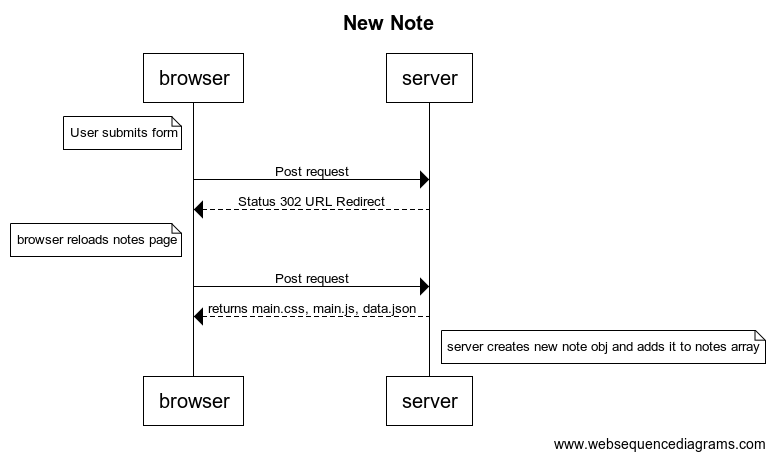 New Note
browser
server
User submits form
Post request
Status 302 URL Redirect
browser reloads notes page
Post request
returns main.css, main.js, data.json
server creates new note obj and adds it to notes array
browser
server
www.websequencediagrams.com